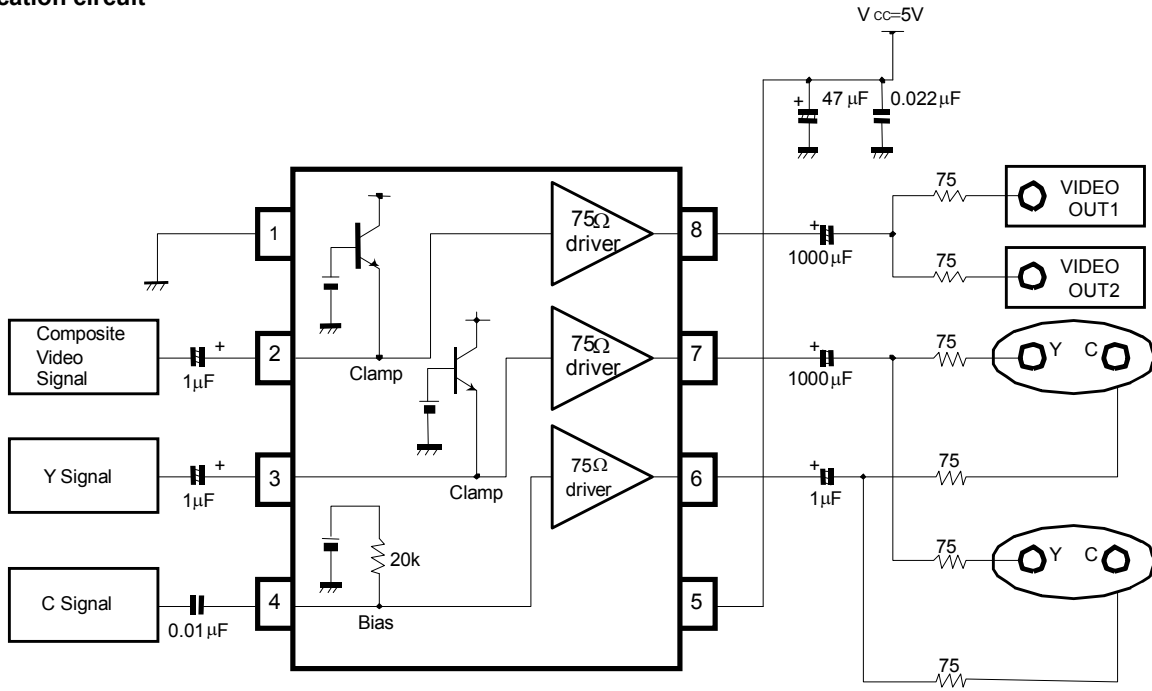 cation circuit
V CC=5V
47 μF
0.022μF
+
75
VIDEO
OUT1
75Ω
driver
1
8
+
1000μF
75
VIDEO
OUT2
Composite
Video
Signal
+
1μF
2
Clamp
75Ω
driver
7
+
1000μF
75
Y
C
Y Signal
+
1μF
3
Clamp
75Ω
driver
6
+
1μF
75
20k
75
Y
C
C Signal
0.01μF
4
Bias
5
75